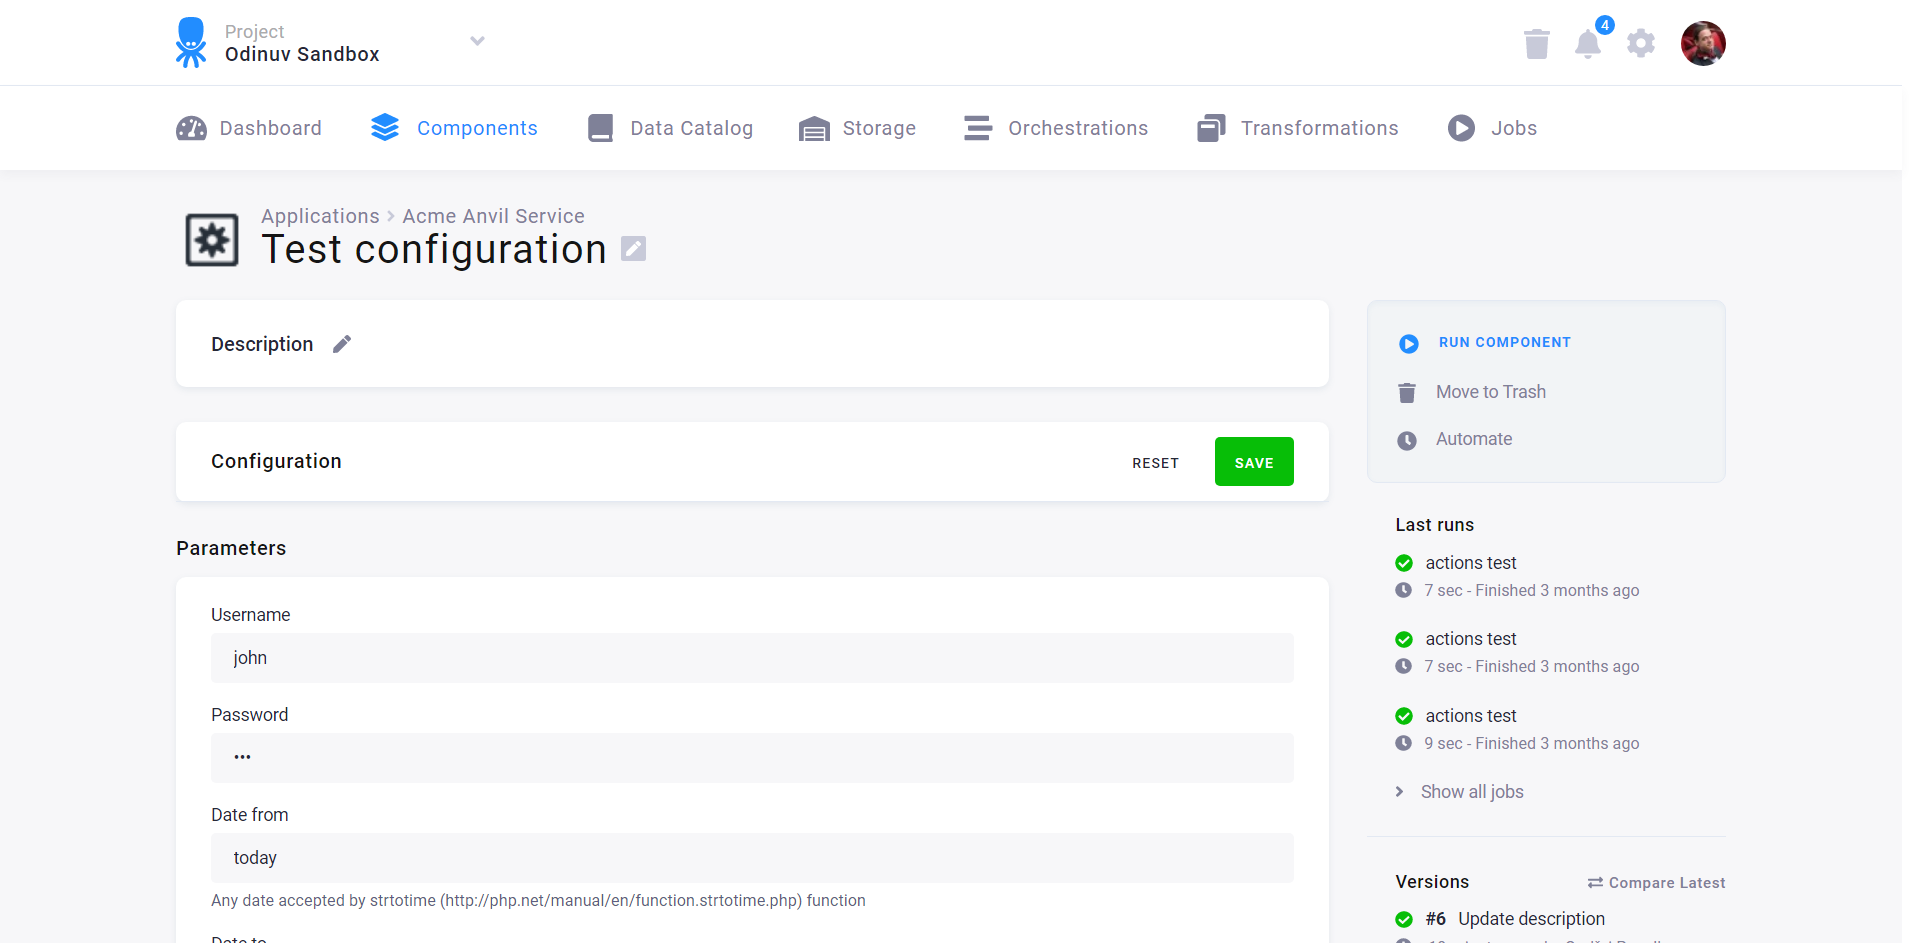 Project
Odinuv Sandbox
4
Dashboard
Components
Data Catalog
Storage
Orchestrations
Transformations
Jobs
Applications > Acme Anvil Service
Test configuration
Description
Configuration
RESET
SAVE
Parameters
Username
john
Password
•••
Date from
today
Any date accepted by strtotime (http://php.net/manual/en/function.strtotime.php) function
Date to
RUN COMPONENT
Move to Trash
Automate
Last runs
actions test
7 sec - Finished 3 months ago
actions test
7 sec - Finished 3 months ago
actions test
9 sec - Finished 3 months ago
Show all jobs
Versions
Compare Latest
#6 Update description